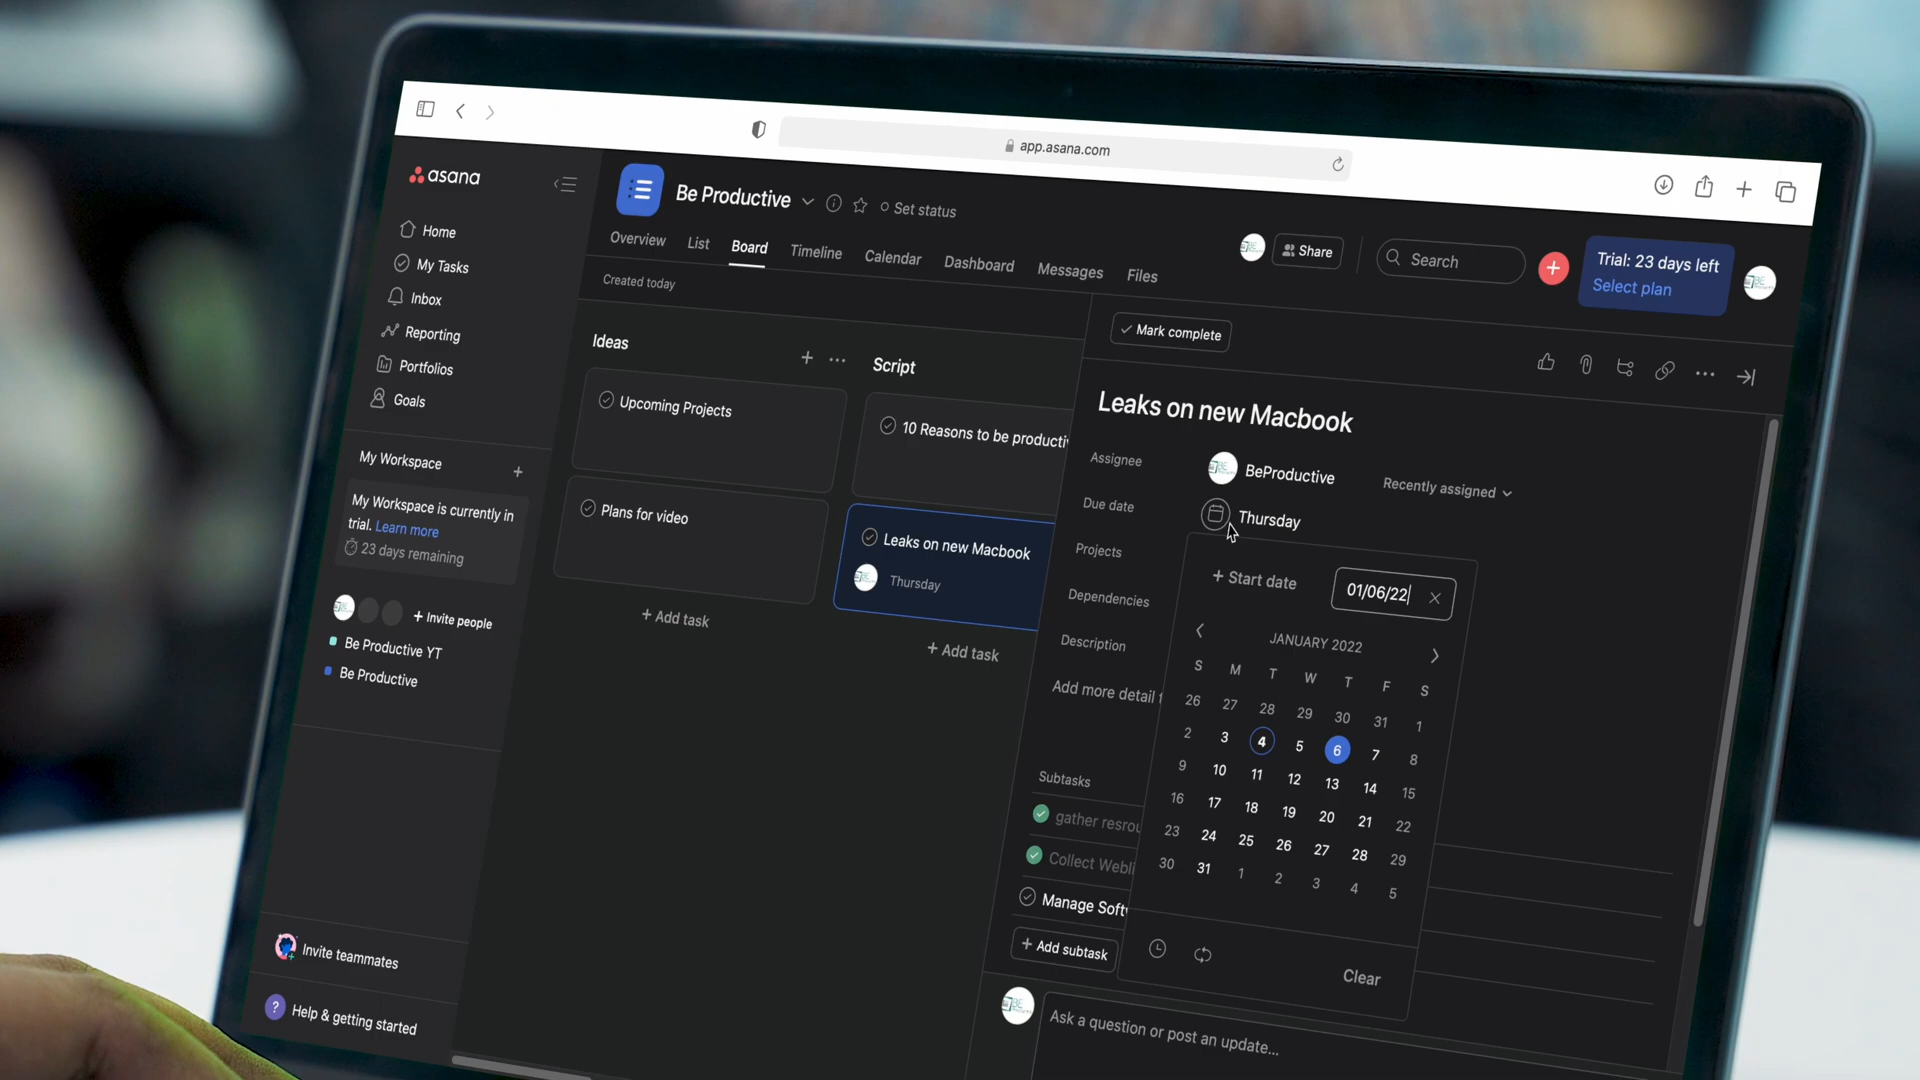 app.asana.com
asana
Home
My Tasks
Inbox
Reporting
Portfolios
Goals
My Workspace
My Workspace is currently in
trial. Learn more
23 days remaining
+ Invite people
Be Productive YT
Be Productive
Invite teammates
? Help & getting started
Be Productive
Set status
Overview List Board Timeline Calendar Dashboard Messages Files
Share
Search
Trial: 23 days left
Select plan
Created today
Ideas
Upcoming Projects
Plans for video
+ Add task
Script
10 Reasons to be producti
Leaks on new Macbook
Thursday
+ Add task
Mark complete
Leaks on new Macbook
Assignee BeProductive Recently assigned
Due date Thursday
Projects
Dependencies
Description
Add more detail
+ Start date 01/06/22
JANUARY 2022
S M T W T F S
26 27 28 29 30 31 1
2 3 4 5 6 7 8
9 10 11 12 13 14 15
16 17 18 19 20 21 22
23 24 25 26 27 28 29
30 31 1 2 3 4 5
Clear
Subtasks
gather resrou
Collect Webli
Manage Soft
+ Add subtask
Ask a question or post an update...